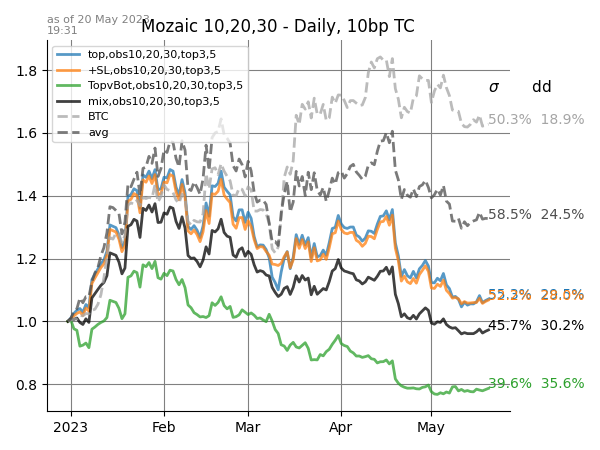 as of 20 May 2023
19:31
Mozaic 10,20,30 - Daily, 10bp TC
top,obs10,20,30,top3,5
+SL,obs10,20,30,top3,5
TopvBot,obs10,20,30,top3,5
mix,obs10,20,30,top3,5
BTC
avg
σ dd
50.3% 18.9%
58.5% 24.5%
45.7% 30.2%
39.6% 35.6%
1.8
1.6
1.4
1.2
1.0
0.8
2023 Feb Mar Apr May